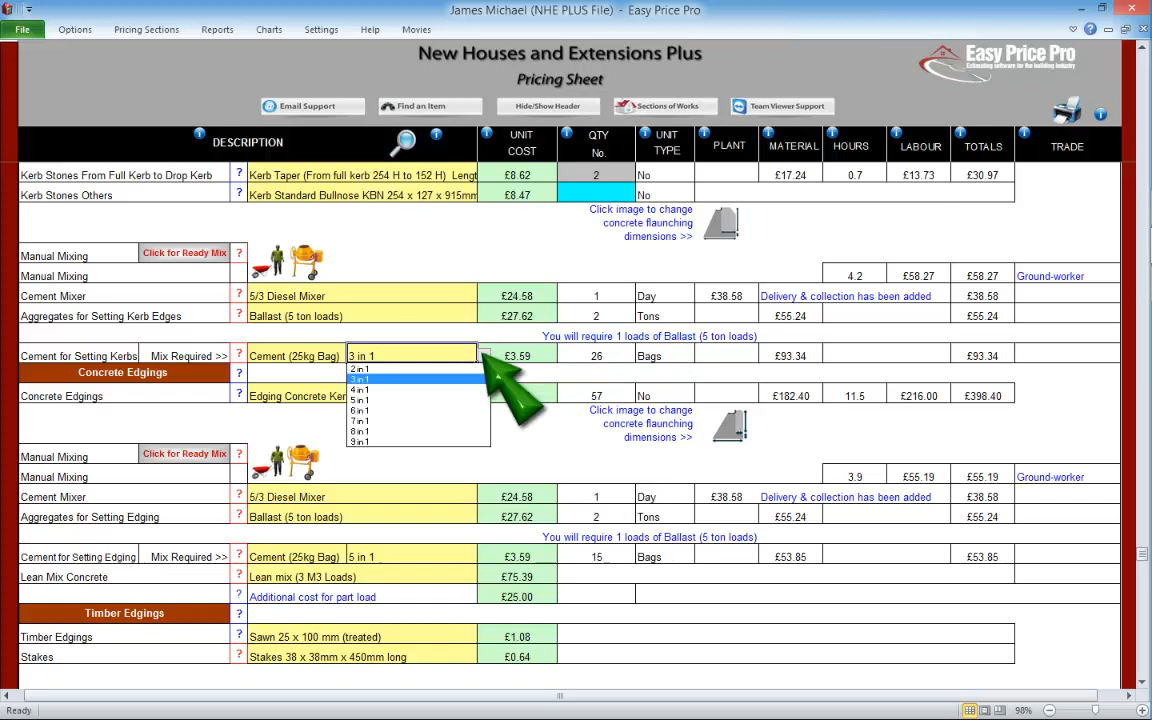 James Michael (NHE PLUS File) - Easy Price Pro
File Options Pricing Sections Reports Charts Settings Help Movies
New Houses and Extensions Plus
Pricing Sheet
Easy Price Pro
Estimating software for the building industry
Email Support Find an Item Hide/Show Header Sections of Works Team Viewer Support
DESCRIPTION UNIT COST QTY No. UNIT TYPE PLANT MATERIAL HOURS LABOUR TOTALS TRADE
Kerb Stones From Full Kerb to Drop Kerb ? Kerb Taper (From full kerb 254 H to 152 H) Lengt £8.62 2 No £17.24 0.7 £13.73 £30.97
Kerb Stones Others ? Kerb Standard Bullnose KBN 254 x 127 x 915mm £8.47 No
Click image to change
concrete flaunching
dimensions >>
Manual Mixing Click for Ready Mix ?
Manual Mixing 4.2 £58.27 £58.27 Ground-worker
Cement Mixer ? 5/3 Diesel Mixer £24.58 1 Day £38.58 Delivery & collection has been added £38.58
Aggregates for Setting Kerb Edges ? Ballast (5 ton loads) £27.62 2 Tons £55.24 £55.24
You will require 1 loads of Ballast (5 ton loads)
Cement for Setting Kerbs Mix Required >> ? Cement (25kg Bag) 3 in 1 £3.59 26 Bags £93.34 £93.34
2 in 1
3 in 1
4 in 1
5 in 1
6 in 1
7 in 1
8 in 1
9 in 1
Concrete Edgings ?
Concrete Edgings ? Edging Concrete Ker 57 No £182.40 11.5 £216.00 £398.40
Click image to change
concrete flaunching
dimensions >>
Manual Mixing Click for Ready Mix ?
Manual Mixing 3.9 £55.19 £55.19 Ground-worker
Cement Mixer ? 5/3 Diesel Mixer £24.58 1 Day £38.58 Delivery & collection has been added £38.58
Aggregates for Setting Edging ? Ballast (5 ton loads) £27.62 2 Tons £55.24 £55.24
You will require 1 loads of Ballast (5 ton loads)
Cement for Setting Edging Mix Required >> ? Cement (25kg Bag) 5 in 1 £3.59 15 Bags £53.85 £53.85
Lean Mix Concrete ? Lean mix (3 M3 Loads) £75.39
? Additional cost for part load £25.00
Timber Edgings ?
Timber Edgings ? Sawn 25 x 100 mm (treated) £1.08
Stakes ? Stakes 38 x 38mm x 450mm long £0.64
Ready 98%